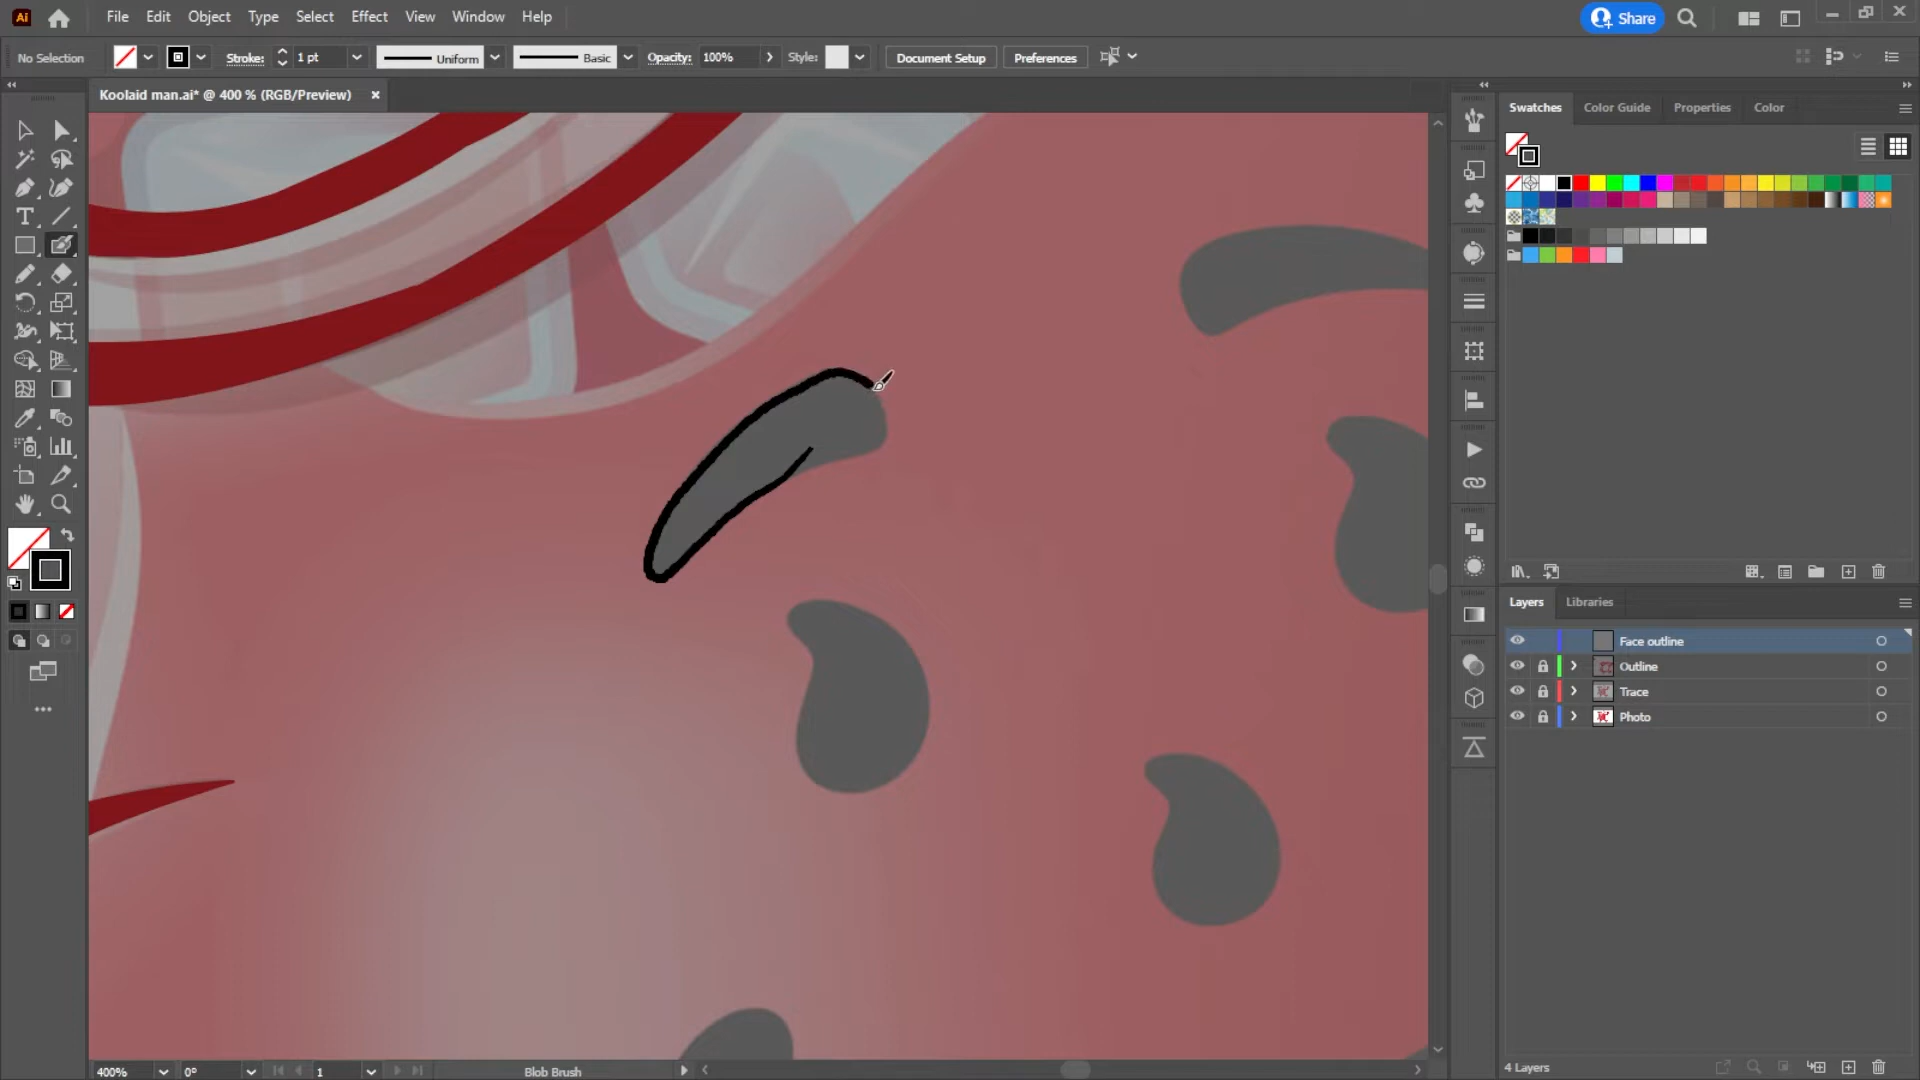 Ai File Edit Object Type Select Effect View Window Help Share
No Selection Stroke: 1 pt Uniform Basic Opacity: 100% Style: Document Setup Preferences
Koolaid man.ai* @ 400 % (RGB/Preview)
Swatches Color Guide Properties Color
Layers Libraries
Face outline
Outline
Trace
Photo
4 Layers
400% 0° 1 Blob Brush